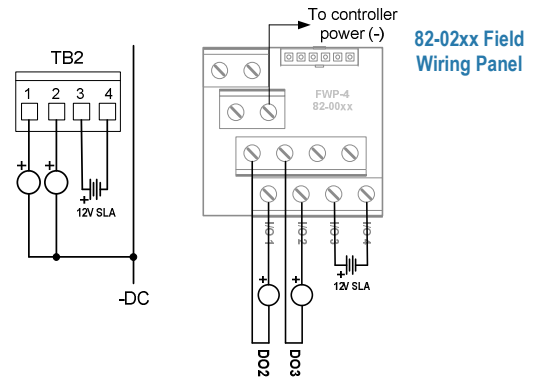 To controller
power (-)
82-02xx Field
Wiring Panel
TB2
1 2 3 4
FWP-4
82-00xx
+ +
+
12V SLA
I/O 1
I/O 2
I/O 3
I/O 4
+ +
+
12V SLA
-DC
DO2
DO3